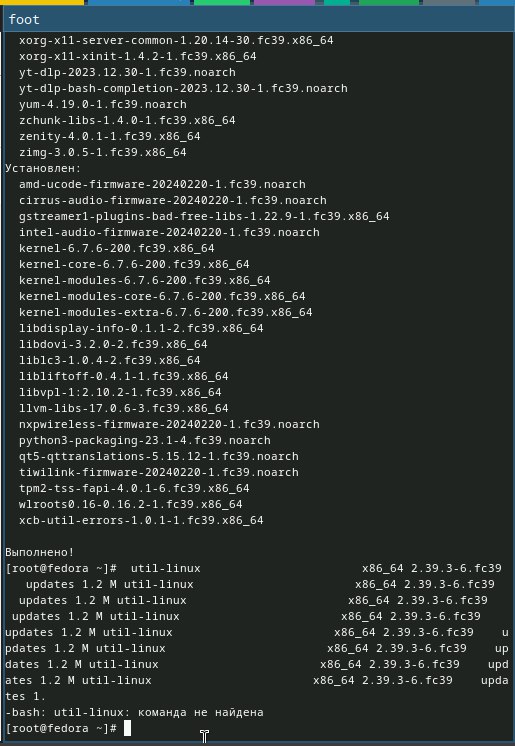 foot
xorg-x11-server-common-1.20.14-30.fc39.x86_64
xorg-x11-xinit-1.4.2-1.fc39.x86_64
yt-dlp-2023.12.30-1.fc39.noarch
yt-dlp-bash-completion-2023.12.30-1.fc39.noarch
yum-4.19.0-1.fc39.noarch
zchunk-libs-1.4.0-1.fc39.x86_64
zenity-4.0.1-1.fc39.x86_64
zimg-3.0.5-1.fc39.x86_64
Установлен:
amd-ucode-firmware-20240220-1.fc39.noarch
cirrus-audio-firmware-20240220-1.fc39.noarch
gstreamer1-plugins-bad-free-libs-1.22.9-1.fc39.x86_64
intel-audio-firmware-20240220-1.fc39.noarch
kernel-6.7.6-200.fc39.x86_64
kernel-core-6.7.6-200.fc39.x86_64
kernel-modules-6.7.6-200.fc39.x86_64
kernel-modules-core-6.7.6-200.fc39.x86_64
kernel-modules-extra-6.7.6-200.fc39.x86_64
libdisplay-info-0.1.1-2.fc39.x86_64
libdovi-3.2.0-2.fc39.x86_64
liblc3-1.0.4-2.fc39.x86_64
libliftoff-0.4.1-1.fc39.x86_64
libvpl-1:2.10.2-1.fc39.x86_64
llvm-libs-17.0.6-3.fc39.x86_64
nxpwireless-firmware-20240220-1.fc39.noarch
python3-packaging-23.1-4.fc39.noarch
qt5-qttranslations-5.15.12-1.fc39.noarch
tiwilink-firmware-20240220-1.fc39.noarch
tpm2-tss-fapi-4.0.1-6.fc39.x86_64
wlroots0.16-0.16.2-1.fc39.x86_64
xcb-util-errors-1.0.1-1.fc39.x86_64
Выполнено!
[root@fedora ~]#  util-linux                       x86_64 2.39.3-6.fc39
updates 1.2 M util-linux                       x86_64 2.39.3-6.fc39
updates 1.2 M util-linux                       x86_64 2.39.3-6.fc39
updates 1.2 M util-linux                       x86_64 2.39.3-6.fc39
updates 1.2 M util-linux                       x86_64 2.39.3-6.fc39    u
pdates 1.2 M util-linux                       x86_64 2.39.3-6.fc39    up
dates 1.2 M util-linux                       x86_64 2.39.3-6.fc39    upd
ates 1.2 M util-linux                       x86_64 2.39.3-6.fc39    upda
tes 1.
-bash: util-linux: команда не найдена
[root@fedora ~]#